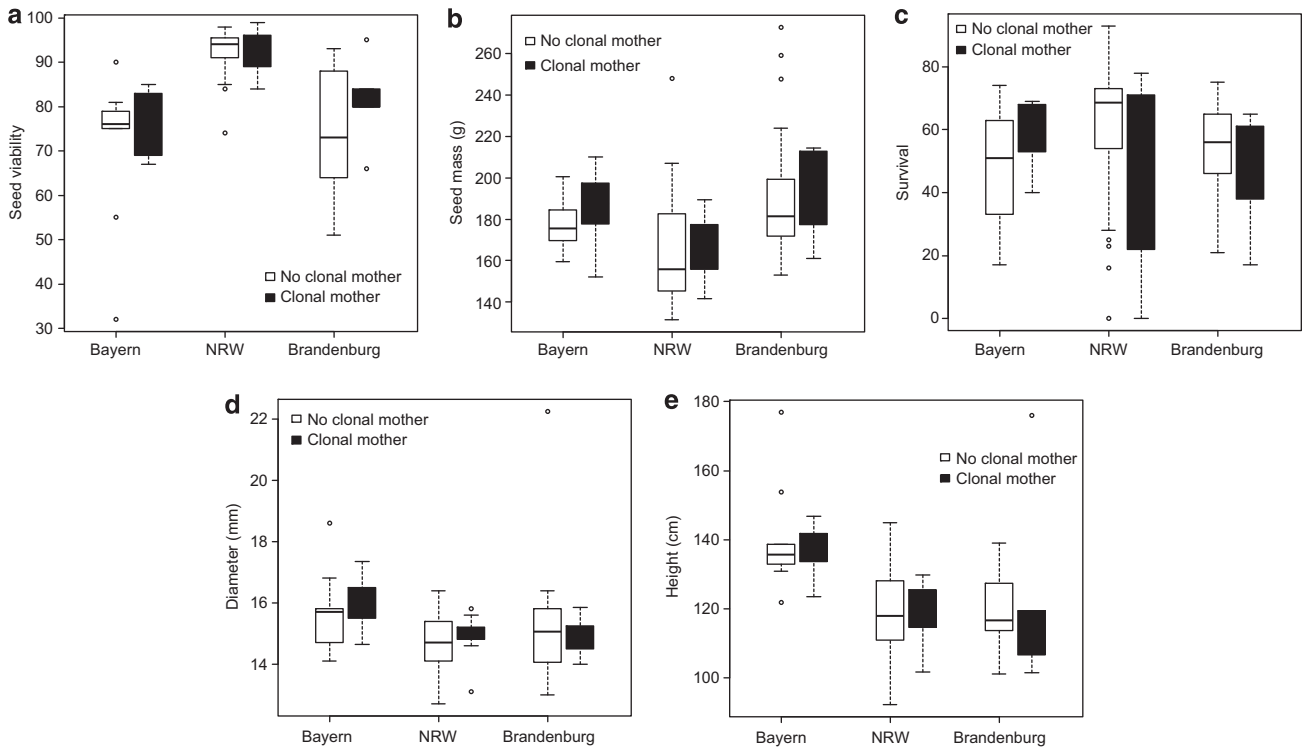 a
Seed viability
100
90
80
70
60
50
40
30
No clonal mother
Clonal mother
Bayern
NRW
Brandenburg
b
Seed mass (g)
260
240
220
200
180
160
140
No clonal mother
Clonal mother
Bayern
NRW
Brandenburg
c
Survival
80
60
40
20
0
No clonal mother
Clonal mother
Bayern
NRW
Brandenburg
d
Diameter (mm)
22
20
18
16
14
No clonal mother
Clonal mother
Bayern
NRW
Brandenburg
e
Height (cm)
180
160
140
120
100
No clonal mother
Clonal mother
Bayern
NRW
Brandenburg